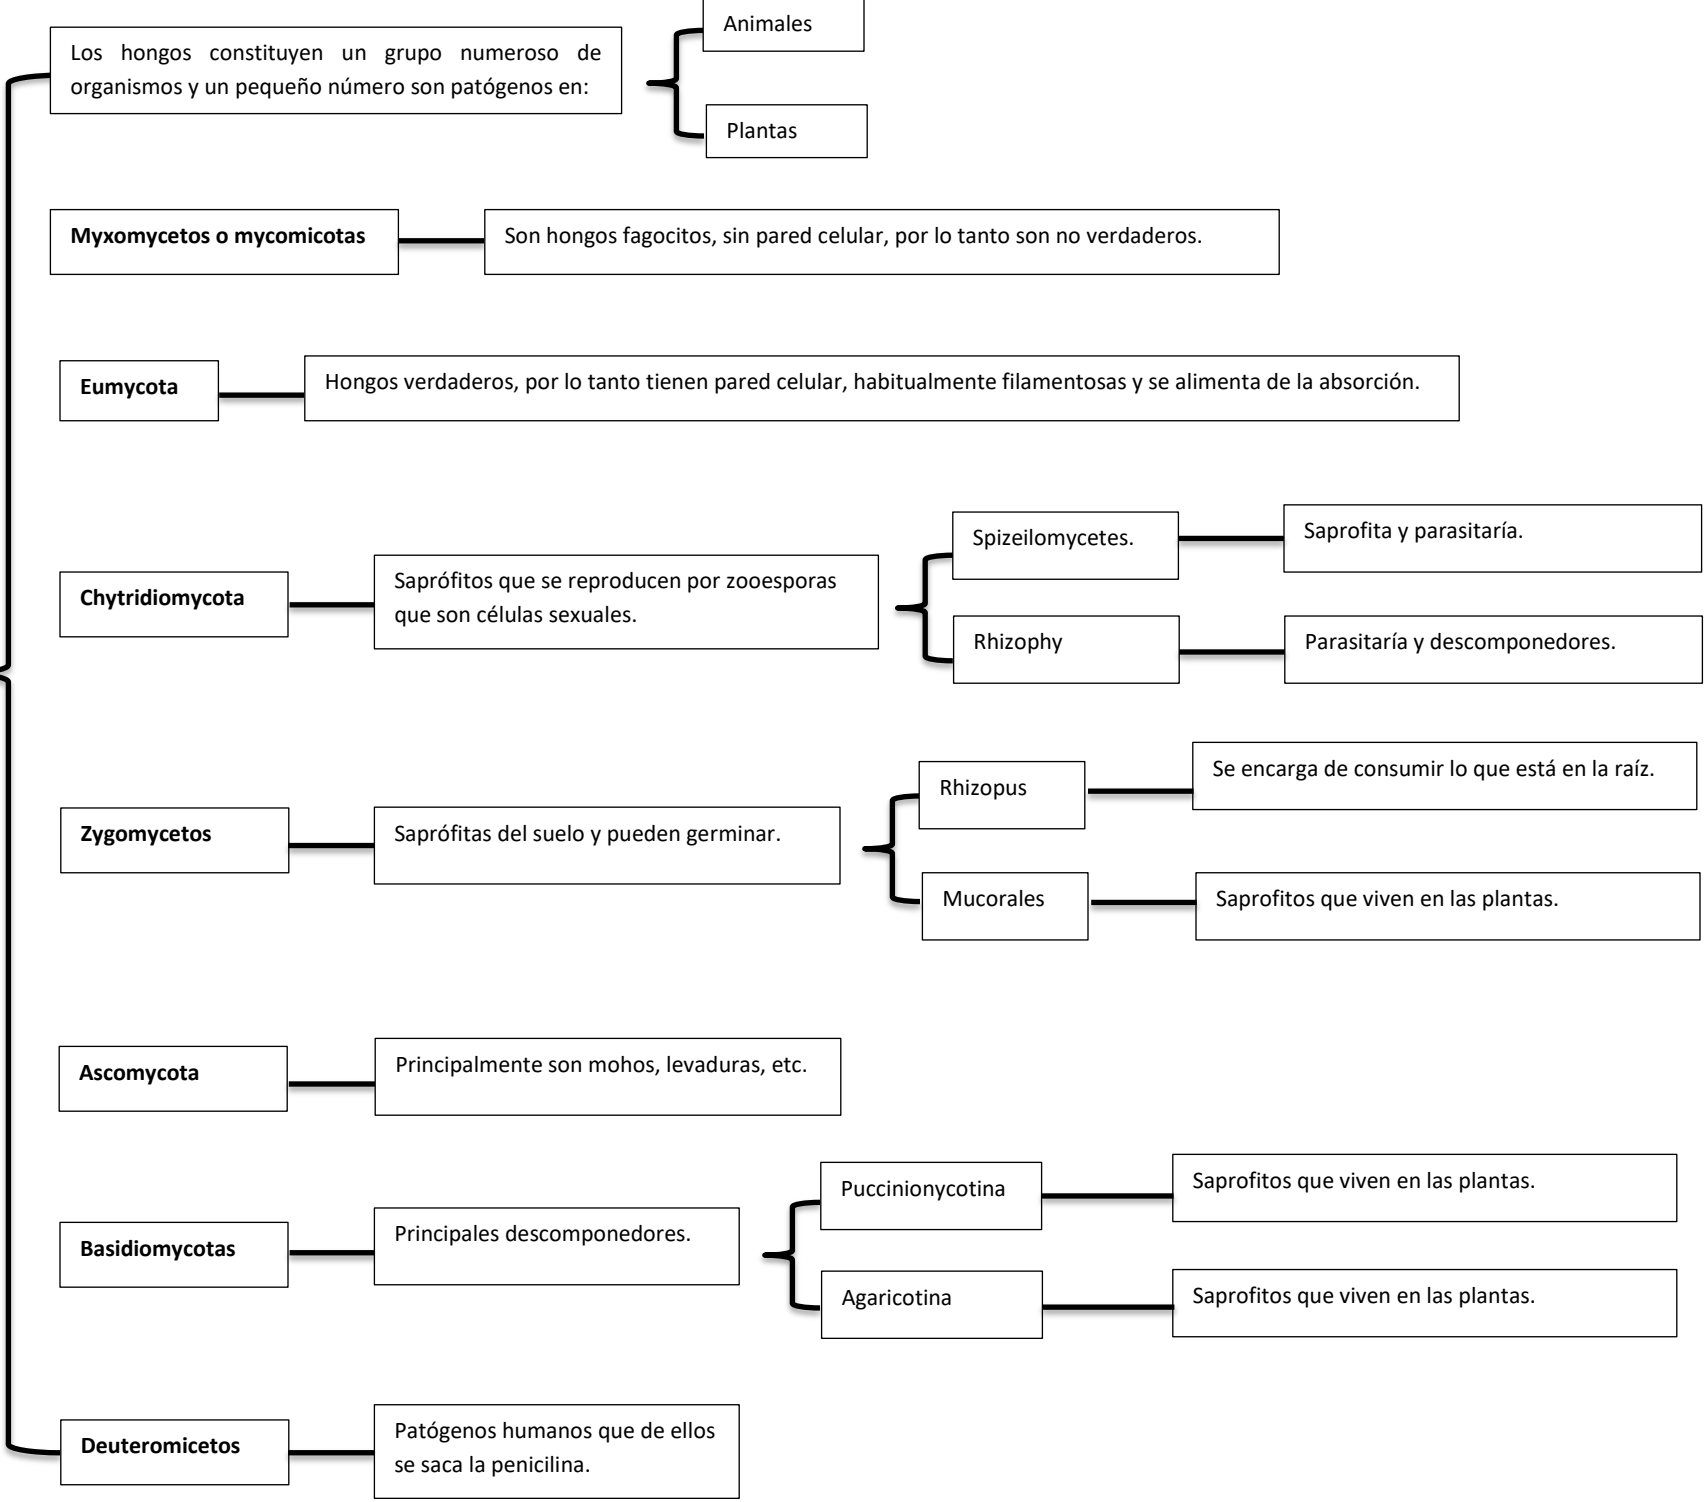 Animales
Los hongos constituyen un grupo numeroso de
organismos y un pequeño número son patógenos en:
Plantas
Myxomycetos o mycomicotas
Son hongos fagocitos, sin pared celular, por lo tanto son no verdaderos.
Eumycota
Hongos verdaderos, por lo tanto tienen pared celular, habitualmente filamentosas y se alimenta de la absorción.
Chytridiomycota
Saprófitos que se reproducen por zooesporas
que son células sexuales.
Spizeilomycetes.
Saprofita y parasitaría.
Rhizophy
Parasitaría y descomponedores.
Zygomycetos
Saprófitas del suelo y pueden germinar.
Rhizopus
Se encarga de consumir lo que está en la raíz.
Mucorales
Saprofitos que viven en las plantas.
Ascomycota
Principalmente son mohos, levaduras, etc.
Basidiomycotas
Principales descomponedores.
Puccinionycotina
Saprofitos que viven en las plantas.
Agaricotina
Saprofitos que viven en las plantas.
Deuteromicetos
Patógenos humanos que de ellos
se saca la penicilina.